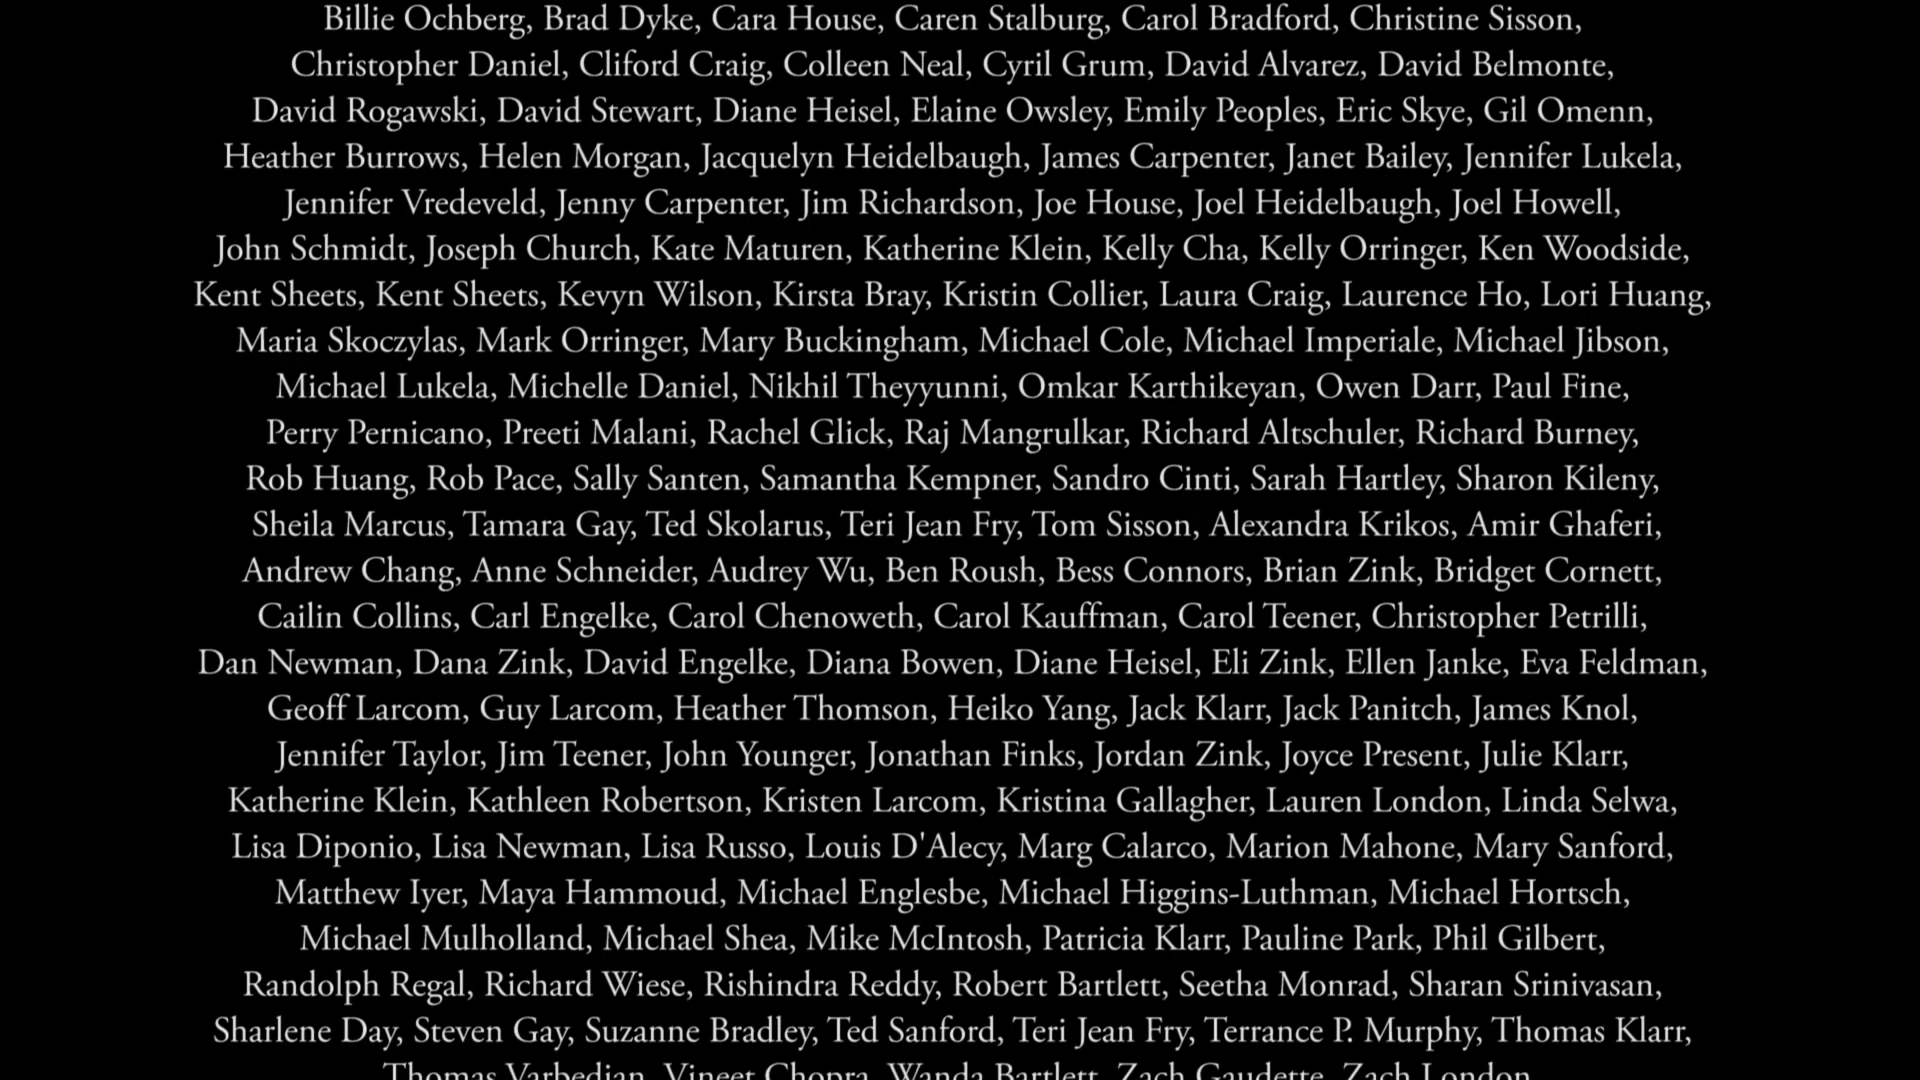 Billie Ochberg, Brad Dyke, Cara House, Caren Stalburg, Carol Bradford, Christine Sisson,
Christopher Daniel, Cliford Craig, Colleen Neal, Cyril Grum, David Alvarez, David Belmonte,
David Rogawski, David Stewart, Diane Heisel, Elaine Owsley, Emily Peoples, Eric Skye, Gil Omenn,
Heather Burrows, Helen Morgan, Jacquelyn Heidelbaugh, James Carpenter, Janet Bailey, Jennifer Lukela,
Jennifer Vredeveld, Jenny Carpenter, Jim Richardson, Joe House, Joel Heidelbaugh, Joel Howell,
John Schmidt, Joseph Church, Kate Maturen, Katherine Klein, Kelly Cha, Kelly Orringer, Ken Woodside,
Kent Sheets, Kent Sheets, Kevyn Wilson, Kirsta Bray, Kristin Collier, Laura Craig, Laurence Ho, Lori Huang,
Maria Skoczylas, Mark Orringer, Mary Buckingham, Michael Cole, Michael Imperiale, Michael Jibson,
Michael Lukela, Michelle Daniel, Nikhil Theyyunni, Omkar Karthikeyan, Owen Darr, Paul Fine,
Perry Pernicano, Preeti Malani, Rachel Glick, Raj Mangrulkar, Richard Altschuler, Richard Burney,
Rob Huang, Rob Pace, Sally Santen, Samantha Kempner, Sandro Cinti, Sarah Hartley, Sharon Kileny,
Sheila Marcus, Tamara Gay, Ted Skolarus, Teri Jean Fry, Tom Sisson, Alexandra Krikos, Amir Ghaferi,
Andrew Chang, Anne Schneider, Audrey Wu, Ben Roush, Bess Connors, Brian Zink, Bridget Cornett,
Cailin Collins, Carl Engelke, Carol Chenoweth, Carol Kauffman, Carol Teener, Christopher Petrilli,
Dan Newman, Dana Zink, David Engelke, Diana Bowen, Diane Heisel, Eli Zink, Ellen Janke, Eva Feldman,
Geoff Larcom, Guy Larcom, Heather Thomson, Heiko Yang, Jack Klarr, Jack Panitch, James Knol,
Jennifer Taylor, Jim Teener, John Younger, Jonathan Finks, Jordan Zink, Joyce Present, Julie Klarr,
Katherine Klein, Kathleen Robertson, Kristen Larcom, Kristina Gallagher, Lauren London, Linda Selwa,
Lisa Diponio, Lisa Newman, Lisa Russo, Louis D'Alecy, Marg Calarco, Marion Mahone, Mary Sanford,
Matthew Iyer, Maya Hammoud, Michael Englesbe, Michael Higgins-Luthman, Michael Hortsch,
Michael Mulholland, Michael Shea, Mike McIntosh, Patricia Klarr, Pauline Park, Phil Gilbert,
Randolph Regal, Richard Wiese, Rishindra Reddy, Robert Bartlett, Seetha Monrad, Sharan Srinivasan,
Sharlene Day, Steven Gay, Suzanne Bradley, Ted Sanford, Teri Jean Fry, Terrance P. Murphy, Thomas Klarr,
Thomas Varbedian, Vineet Chopra, Wanda Bartlett, Zach Gaudette, Zach London